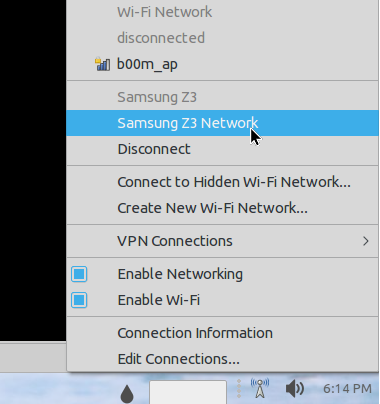 Wi-Fi Network
disconnected
b00m_ap
Samsung Z3
Samsung Z3 Network
Disconnect
Connect to Hidden Wi-Fi Network...
Create New Wi-Fi Network...
VPN Connections
Enable Networking
Enable Wi-Fi
Connection Information
Edit Connections...
6:14 PM